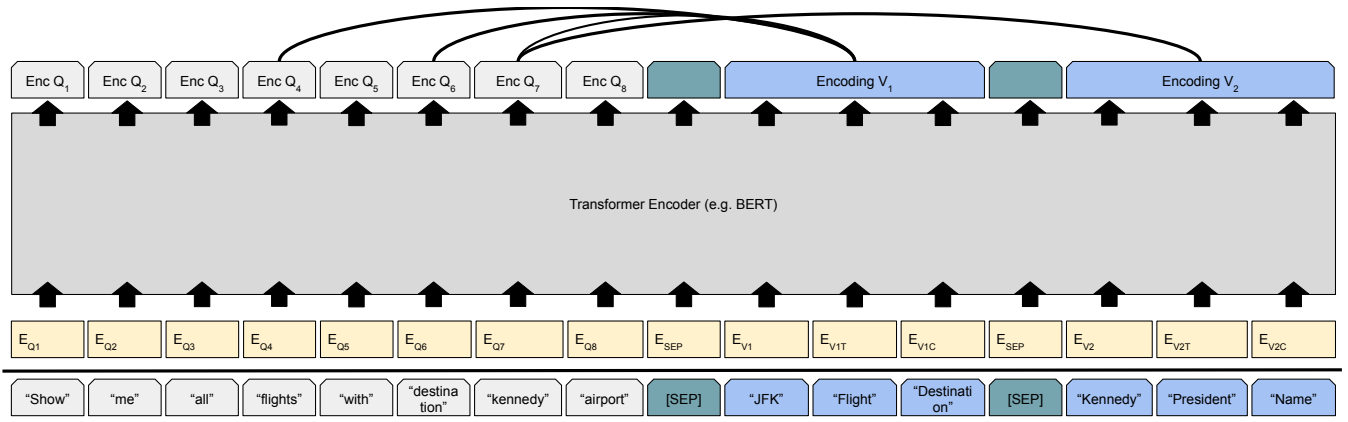 Enc Q1 Enc Q2 Enc Q3 Enc Q4 Enc Q5 Enc Q6 Enc Q7 Enc Q8 Encoding V1 Encoding V2
Transformer Encoder (e.g. BERT)
EQ1 EQ2 EQ3 EQ4 EQ5 EQ6 EQ7 EQ8 ESEP EV1 EV1T EV1C ESEP EV2 EV2T EV2C
“Show” “me” “all” “flights” “with” “destina
tion” “kennedy” “airport” [SEP] “JFK” “Flight” “Destinati
on” [SEP] “Kennedy” “President” “Name”